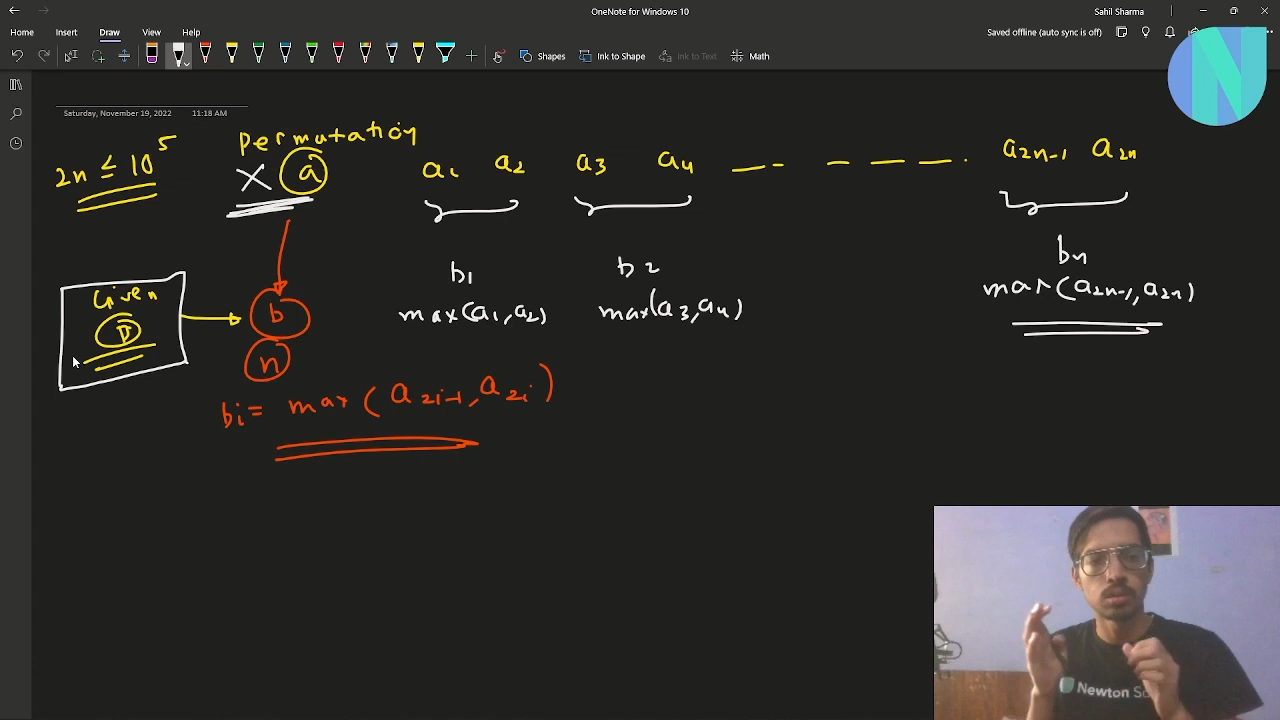 OneNote for Windows 10
Sahil Sharma
Home Insert Draw View Help
Saved offline (auto sync is off)
Shapes Ink to Shape Ink to Text Math
Saturday, November 19, 2022 11:18 AM
Permutation
2n ≤ 10^5
a
a1 a2 a3 a4 — - - — — —. a2n-1 a2n
b1 b2 bn
max(a1,a2) max(a3,a4) max(a2n-1,a2n)
Given
b
n
bi = max(a2i-1,a2i)
Newton Sc